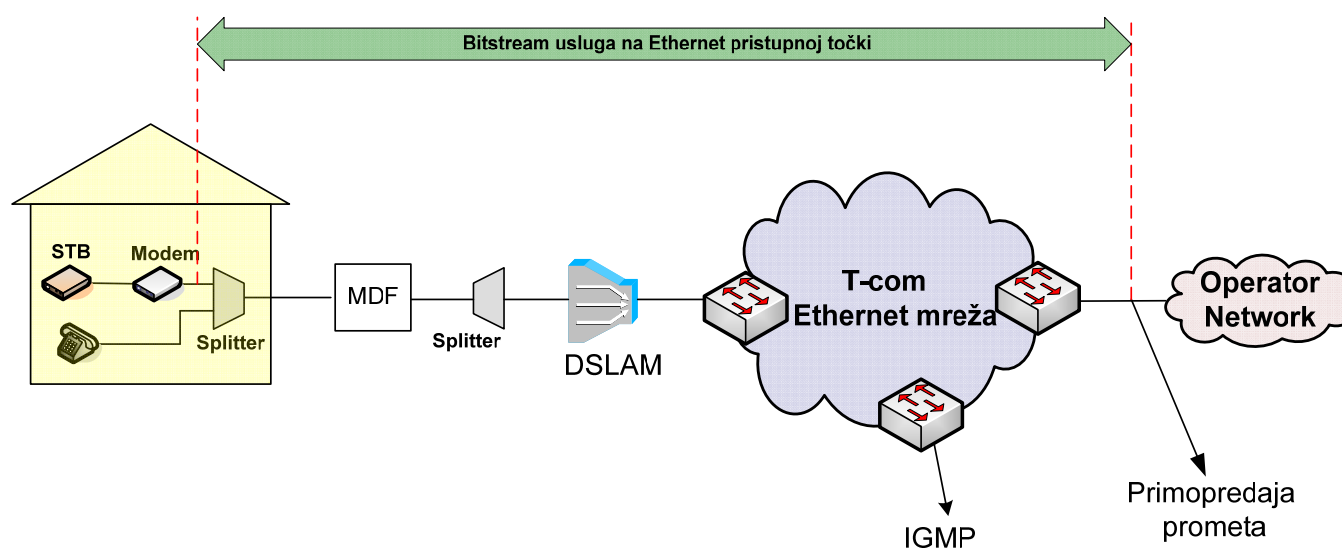 Bitstream usluga na Ethernet pristupnoj točki
STB
Modem
Splitter
MDF
Splitter
DSLAM
T-com
Ethernet mreža
Operator
Network
IGMP
Primopredaja
prometa